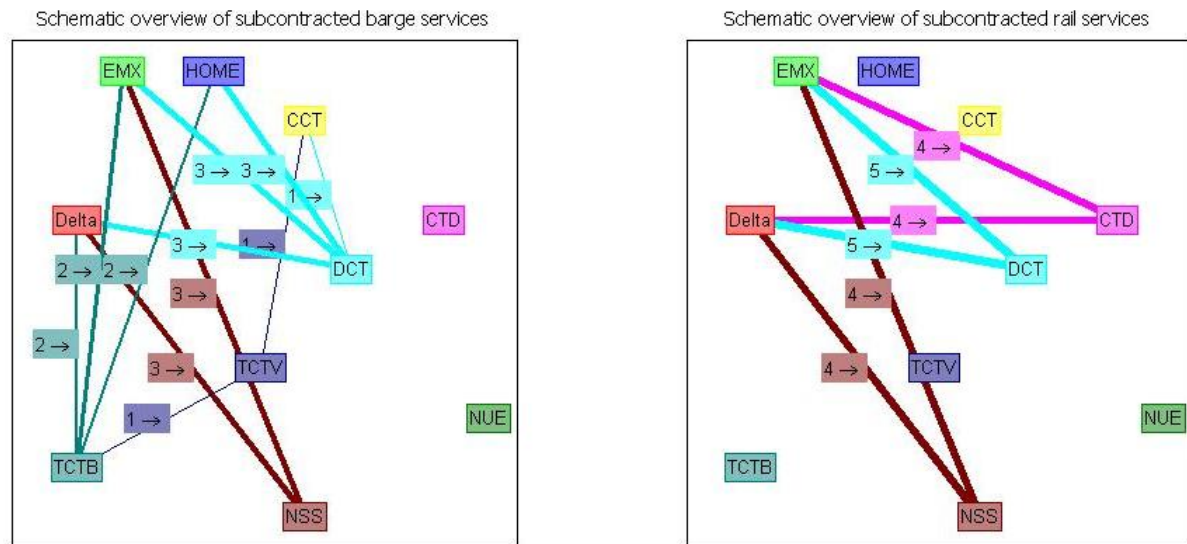 Schematic overview of subcontracted barge services
EMX HOME
CCT
3 → 3 →
1 →
Delta
CTD
3 → 1 →
2 → 2 →
DCT
3 →
2 →
3 → TCTV
1 →
NUE
TCTB
NSS
Schematic overview of subcontracted rail services
EMX HOME
CCT
4 →
5 →
Delta 4 → CTD
5 →
DCT
4 →
4 → TCTV
NUE
TCTB
NSS